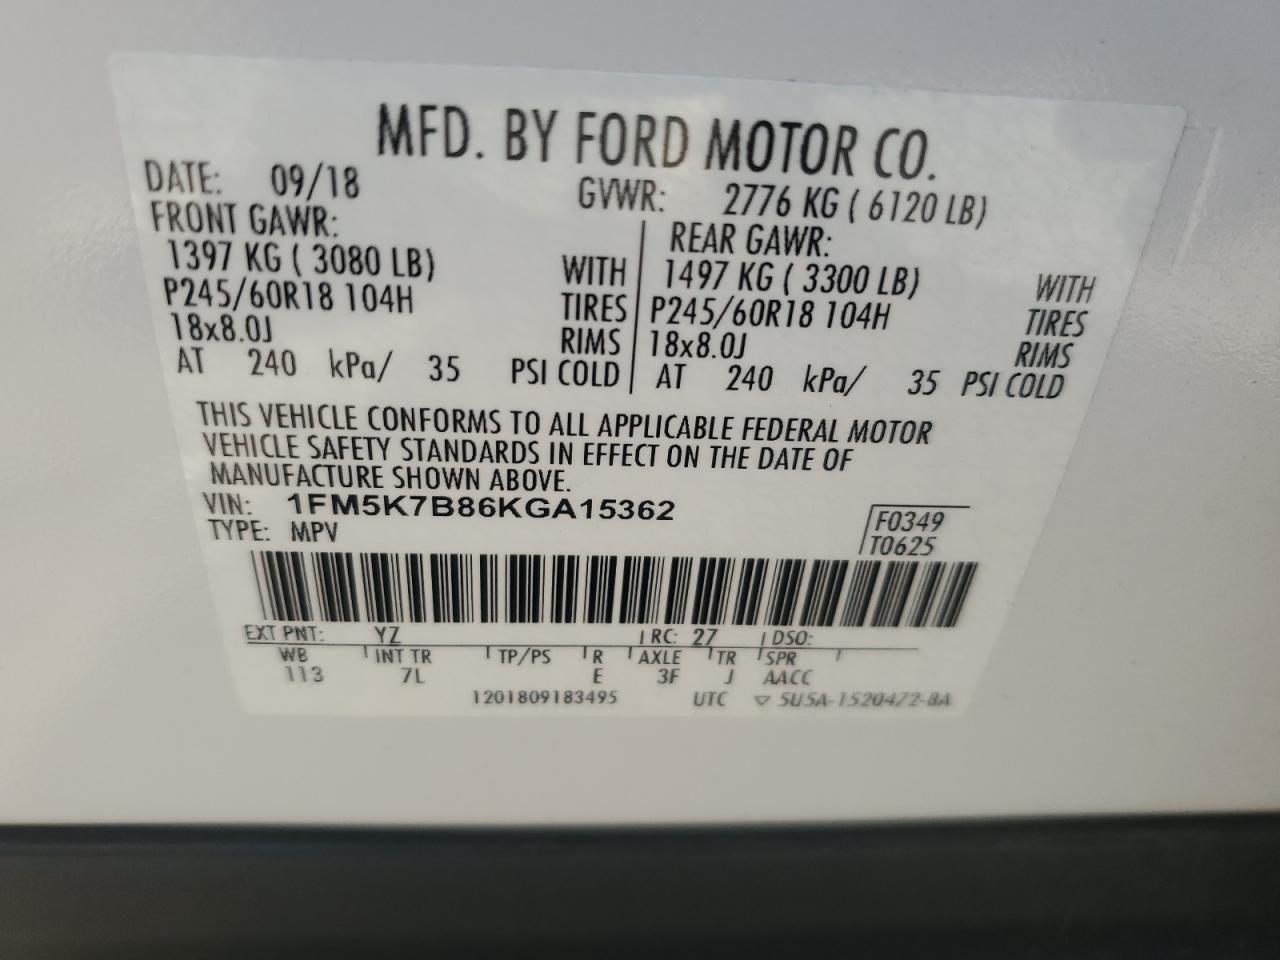 MFD. BY FORD MOTOR CO.
DATE: 09/18 GVWR: 2776 KG ( 6120 LB)
FRONT GAWR: REAR GAWR:
1397 KG ( 3080 LB) WITH 1497 KG ( 3300 LB) WITH
P245/60R18 104H TIRES P245/60R18 104H TIRES
18x8.0J RIMS 18x8.0J RIMS
AT 240 kPa/ 35 PSI COLD AT 240 kPa/ 35 PSI COLD
THIS VEHICLE CONFORMS TO ALL APPLICABLE FEDERAL MOTOR
VEHICLE SAFETY STANDARDS IN EFFECT ON THE DATE OF
MANUFACTURE SHOWN ABOVE.
VIN: 1FM5K7B86KGA15362 F0349
TYPE: MPV T0625
EXT PNT: YZ RC: 27 DSO:
WB INT TR TP/PS R AXLE TR SPR
113 7L E 3F J AACC
1201809183495 UTC ▽ 5U5A-1520472-8A